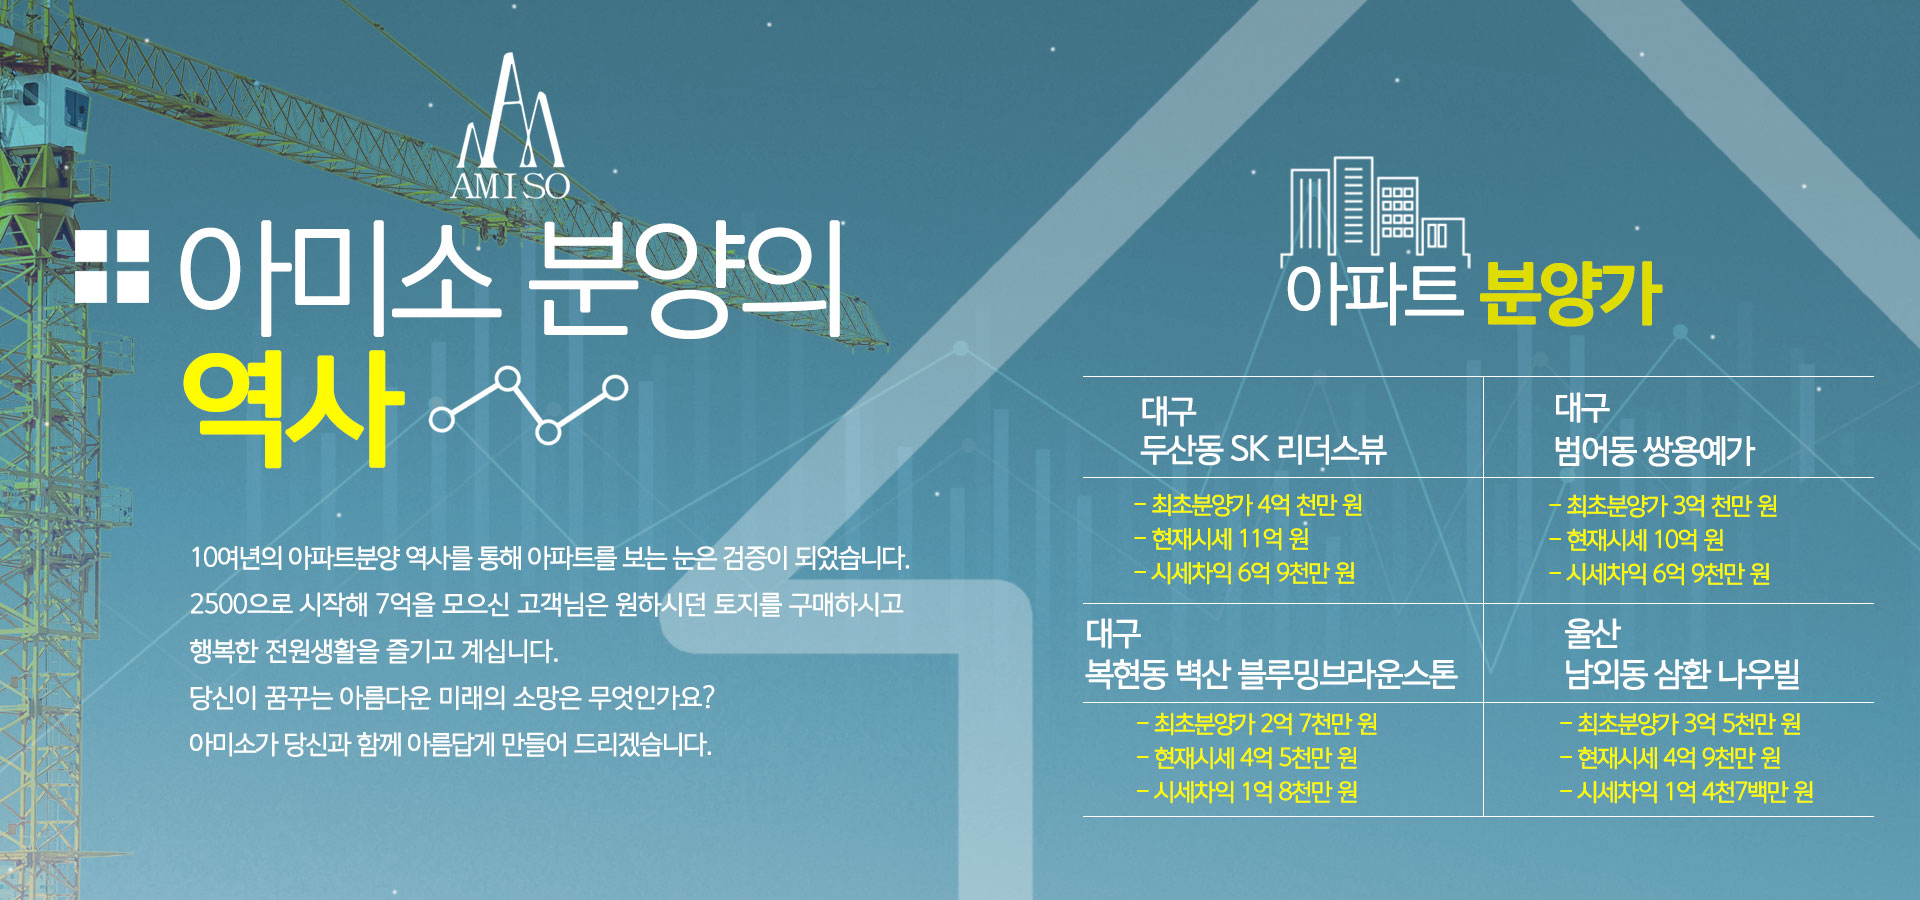 AMISO
아미소 분양의
역사
10여년의 아파트분양 역사를 통해 아파트를 보는 눈은 검증이 되었습니다.
2500으로 시작해 7억을 모으신 고객님은 원하시던 토지를 구매하시고
행복한 전원생활을 즐기고 계십니다.
당신이 꿈꾸는 아름다운 미래의 소망은 무엇인가요?
아미소가 당신과 함께 아름답게 만들어 드리겠습니다.
아파트 분양가
대구
두산동 SK 리더스뷰
- 최초분양가 4억 천만 원
- 현재시세 11억 원
- 시세차익 6억 9천만 원
대구
범어동 쌍용예가
- 최초분양가 3억 천만 원
- 현재시세 10억 원
- 시세차익 6억 9천만 원
대구
복현동 벽산 블루밍브라운스톤
- 최초분양가 2억 7천만 원
- 현재시세 4억 5천만 원
- 시세차익 1억 8천만 원
울산
남외동 삼환 나우빌
- 최초분양가 3억 5천만 원
- 현재시세 4억 9천만 원
- 시세차익 1억 4천7백만 원